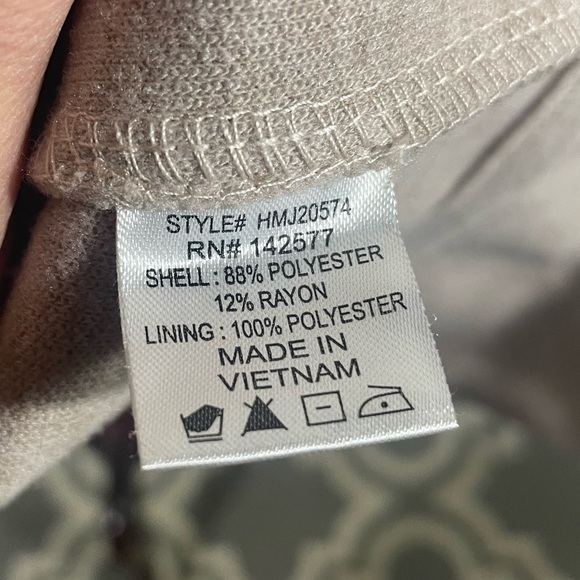 STYLE# HMJ20574
RN# 142577
SHELL : 88% POLYESTER
12% RAYON
LINING : 100% POLYESTER
MADE IN
VIETNAM